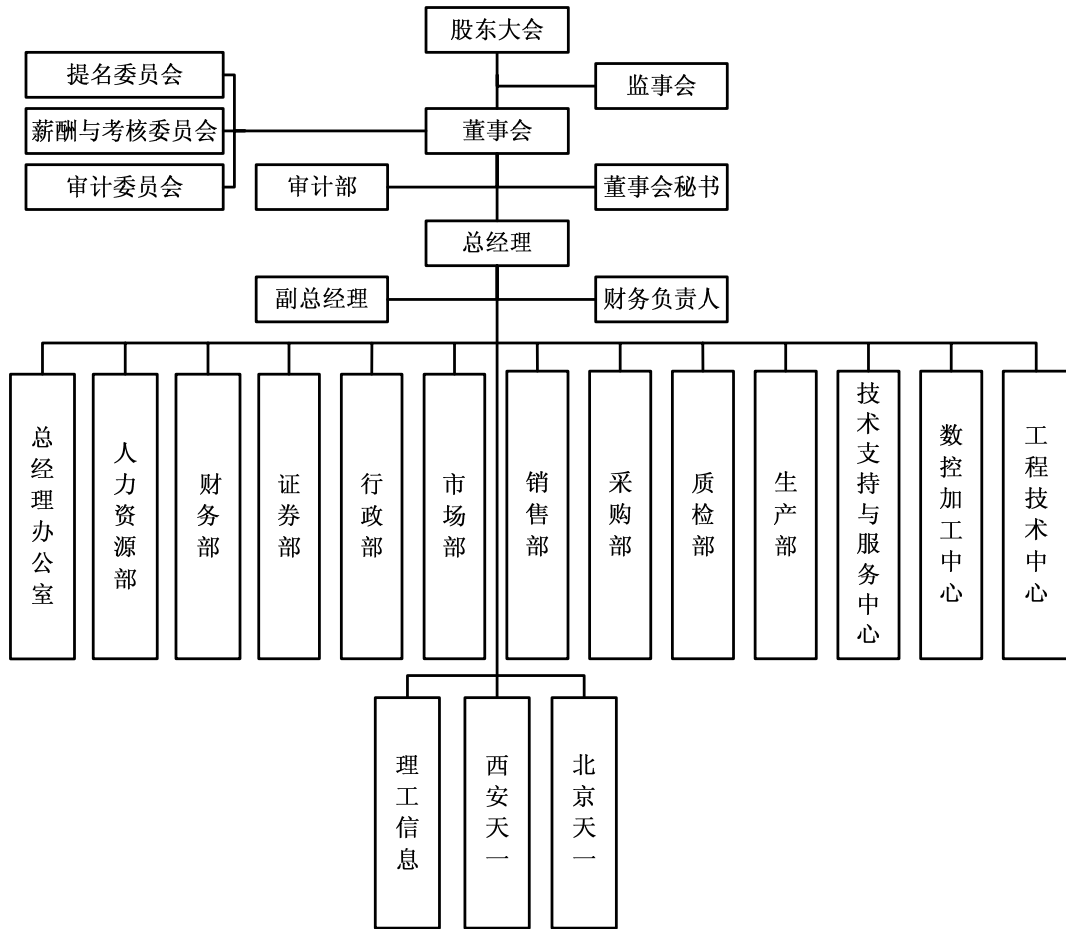 股东大会
提名委员会
监事会
薪酬与考核委员会
董事会
审计委员会
审计部
董事会秘书
总经理
副总经理
财务负责人
总经理办公室
人力资源部
财务部
证券部
行政部
市场部
销售部
采购部
质检部
生产部
技术支持与服务中心
数控加工中心
工程技术中心
理工信息
西安天一
北京天一